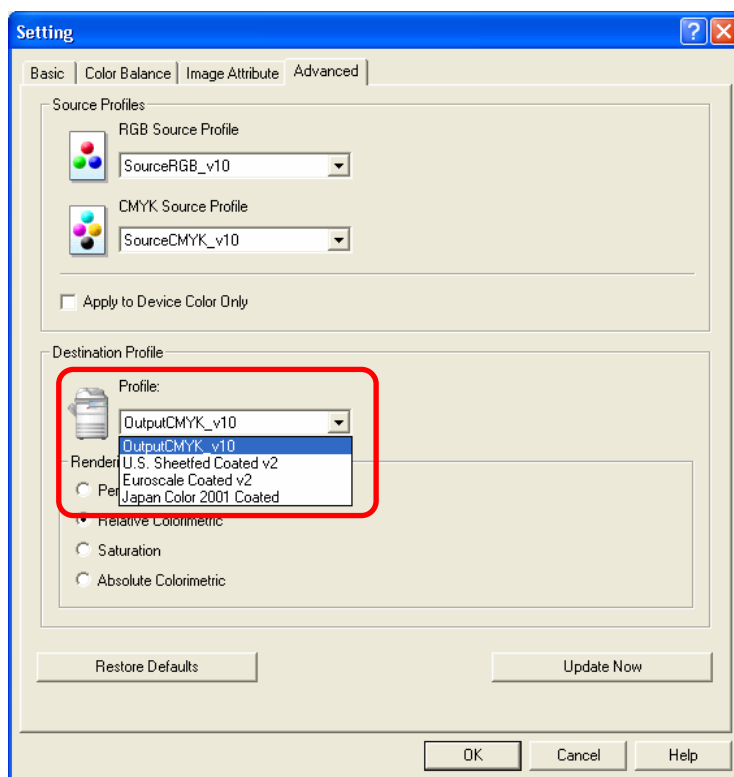 Setting
Basic Color Balance Image Attribute Advanced
Source Profiles
RGB Source Profile
SourceRGB_v10
CMYK Source Profile
SourceCMYK_v10
Apply to Device Color Only
Destination Profile
Profile:
OutputCMYK_v10
OutputCMYK_v10
U.S. Sheetfed Coated v2
Euroscale Coated v2
Japan Color 2001 Coated
Relative Colorimetric
Saturation
Absolute Colorimetric
Restore Defaults Update Now
OK Cancel Help